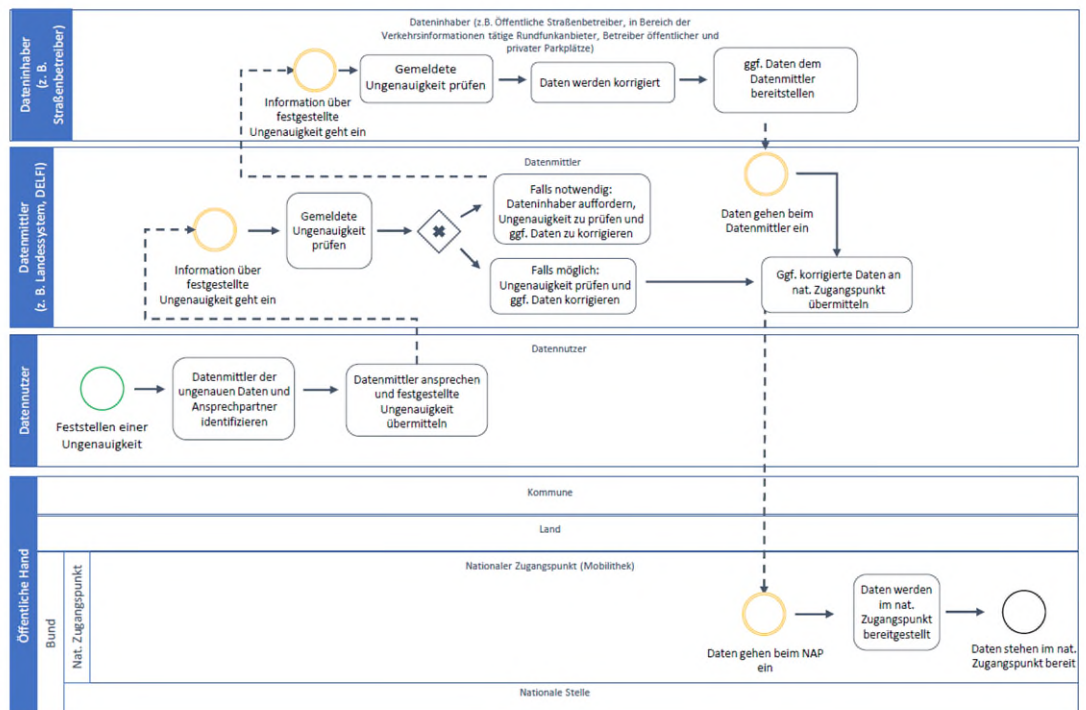 Dateninhaber
(z. B.
Straßenbetreiber)
Dateninhaber (z.B. Öffentliche Straßenbetreiber, in Bereich der
Verkehrsinformationen tätige Rundfunkanbieter, Betreiber öffentlicher und
privater Parkplätze)
Information über
festgestellte
Ungenauigkeit geht ein
Gemeldete
Ungenauigkeit prüfen
Daten werden korrigiert
ggf. Daten dem
Datenmittler
bereitstellen
Datenmittler
(z. B. Landessystem, DELFI)
Datenmittler
Information über
festgestellte
Ungenauigkeit geht ein
Gemeldete
Ungenauigkeit
prüfen
Falls notwendig:
Dateninhaber auffordern,
Ungenauigkeit zu prüfen und
ggf. Daten zu korrigieren
Falls möglich:
Ungenauigkeit prüfen und
ggf. Daten korrigieren
Daten gehen beim
Datenmittler ein
Ggf. korrigierte Daten an
nat. Zugangspunkt
übermitteln
Datennutzer
Datennutzer
Feststellen einer
Ungenauigkeit
Datenmittler der
ungenauen Daten und
Ansprechpartner
identifizieren
Datenmittler ansprechen
und festgestellte
Ungenauigkeit
übermitteln
Öffentliche Hand
Kommune
Land
Bund
Nat. Zugangspunkt
Nationaler Zugangspunkt (Mobilithek)
Daten gehen beim NAP
ein
Daten werden
im nat.
Zugangspunkt
bereitgestellt
Daten stehen im nat.
Zugangspunkt bereit
Nationale Stelle